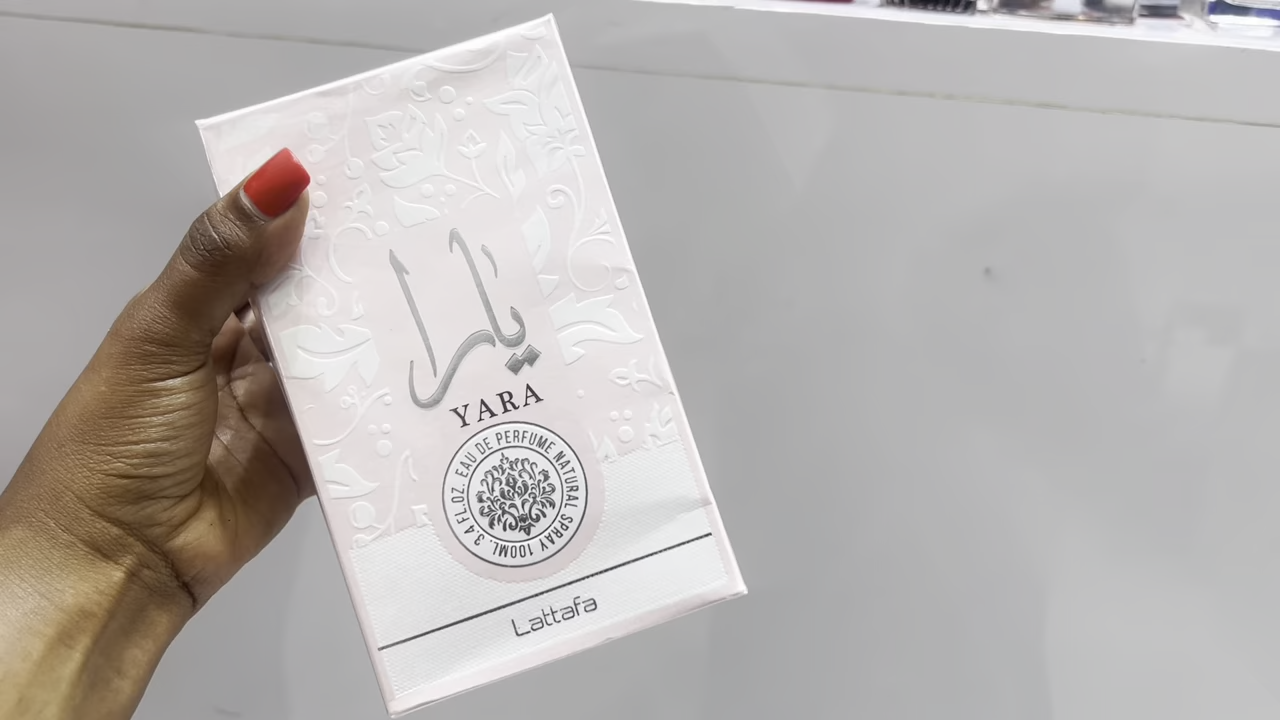 يارا
YARA
EAU DE PERFUME NATURAL SPRAY 100ML. 3.4 FL.OZ.
Lattafa